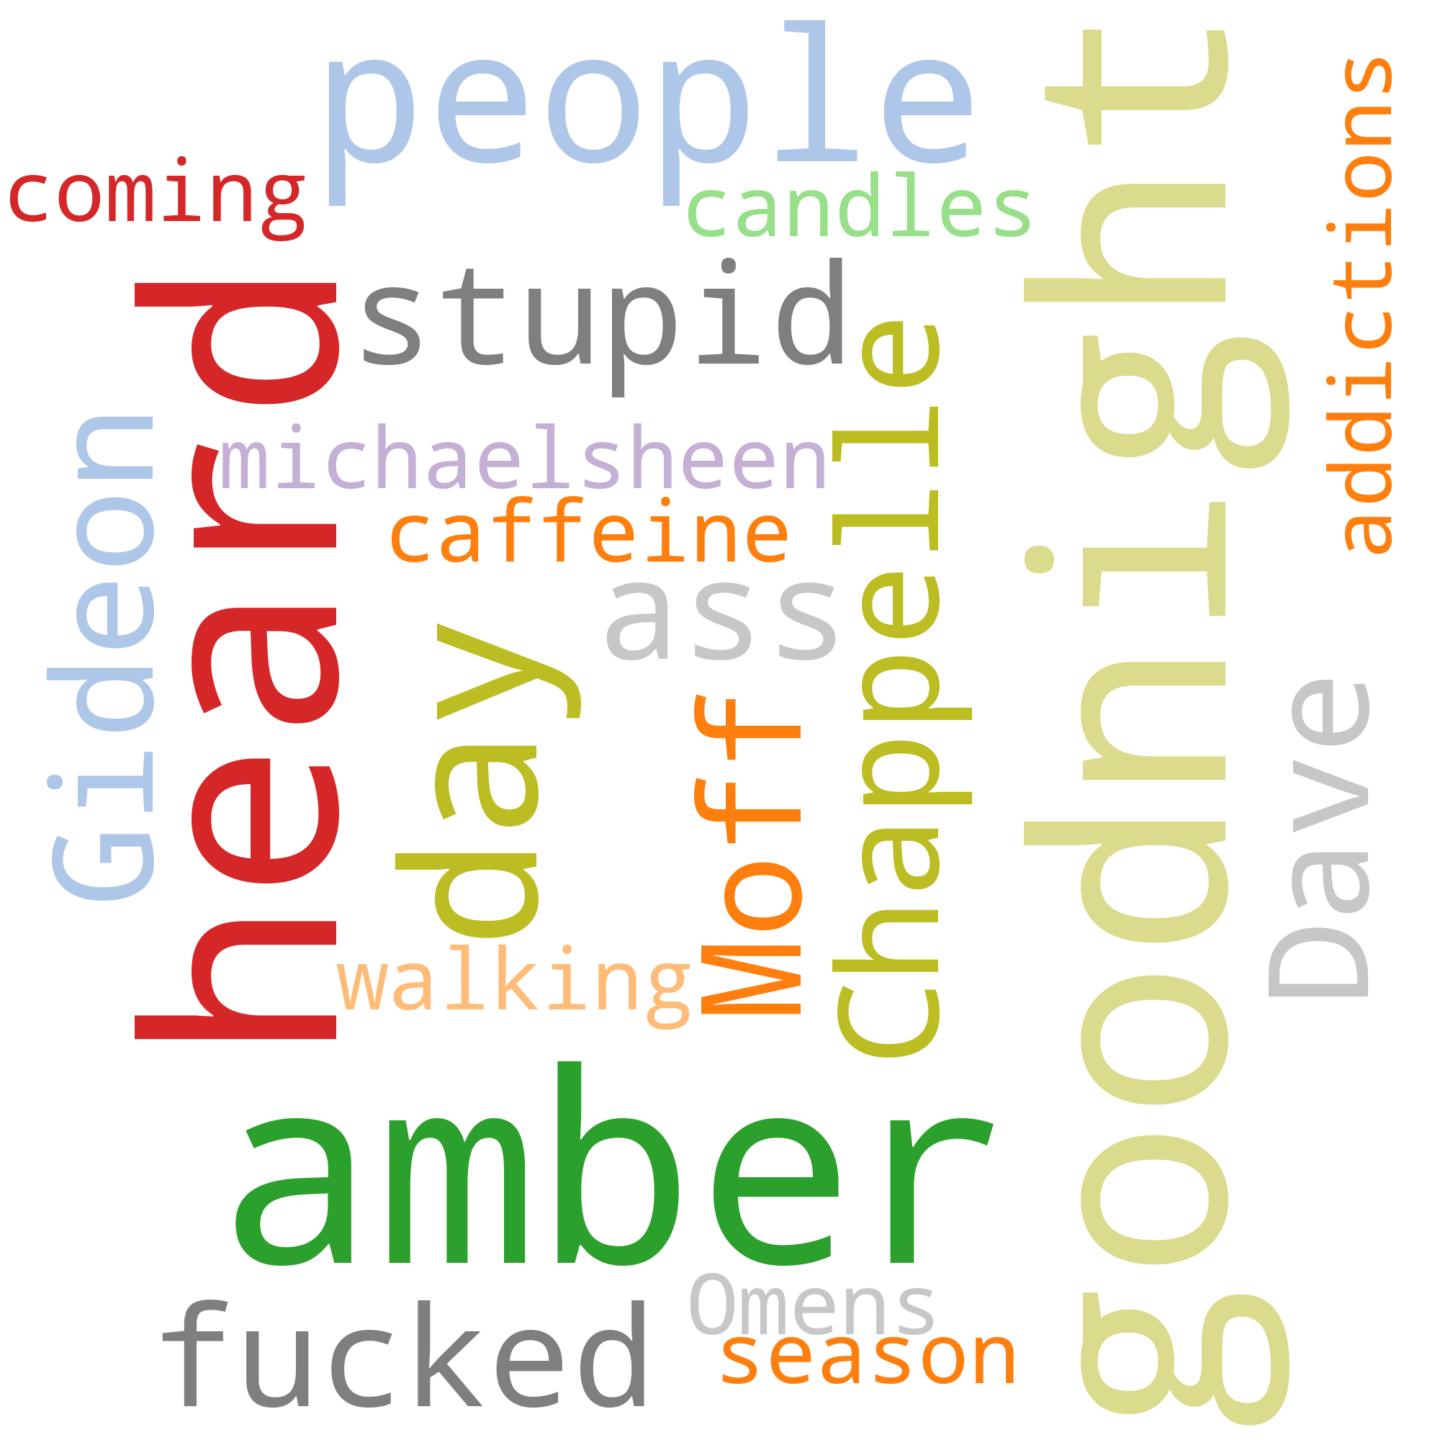 people
coming
candles
goodnight
addictions
heard
stupid
Chappelle
Gideon
michaelsheen
caffeine
ass
day
Moff
Dave
walking
amber
Omens
fucked
season